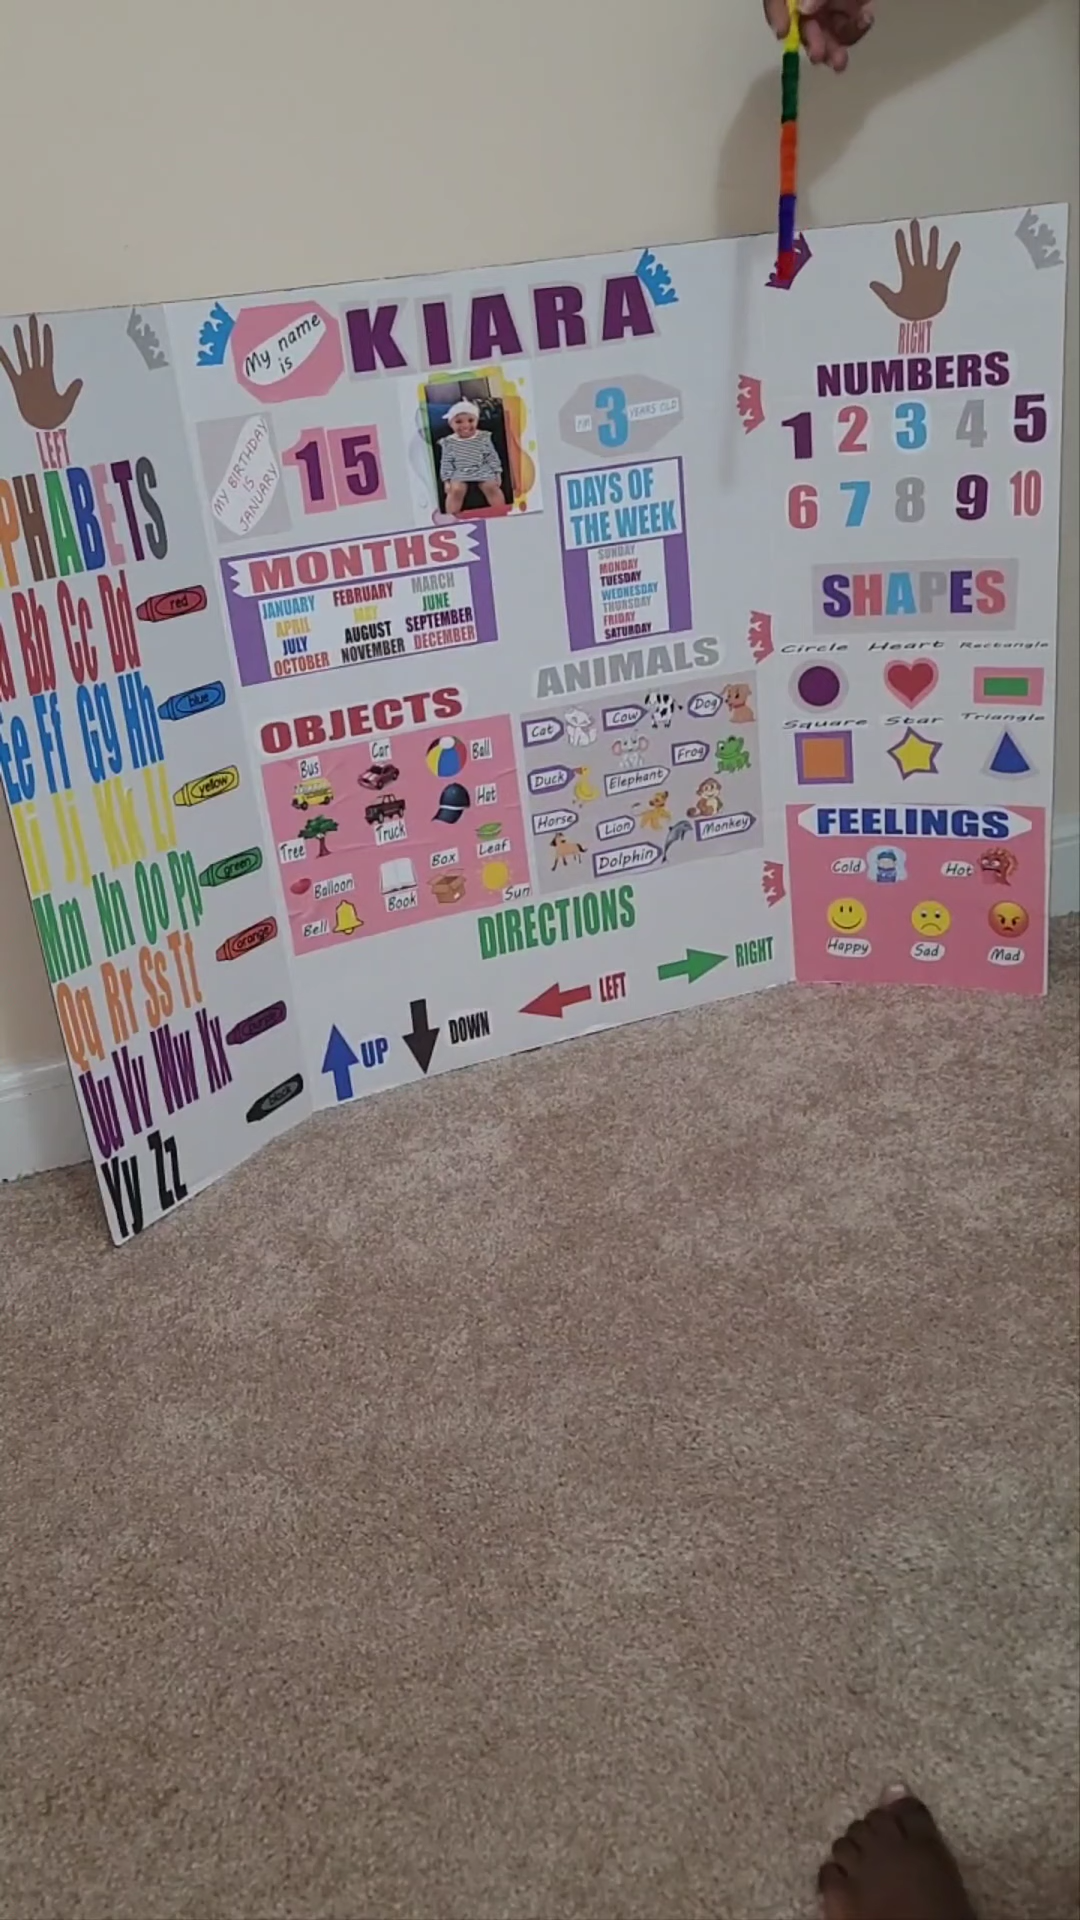 LEFT
PHABETS
Bb Cc Dd
red
Ee Ff Gg Hh
blue
Ii Jj Kk Ll
yellow
Mm Nn Oo Pp
green
Qq Rr Ss Tt
orange
Uu Vv Ww Xx
purple
Yy Zz
black
My name
is
KIARA
MY BIRTHDAY
IS
JANUARY
15
I'm 3 YEARS OLD
MONTHS
JANUARY FEBRUARY MARCH
APRIL MAY JUNE
JULY AUGUST SEPTEMBER
OCTOBER NOVEMBER DECEMBER
DAYS OF
THE WEEK
SUNDAY
MONDAY
TUESDAY
WEDNESDAY
THURSDAY
FRIDAY
SATURDAY
OBJECTS
Bus Car Ball
Tree Truck Hat
Balloon Book Box Leaf
Bell Sun
ANIMALS
Cat Cow Dog
Duck Elephant Frog
Horse Lion Monkey
Dolphin
DIRECTIONS
UP DOWN LEFT RIGHT
RIGHT
NUMBERS
1 2 3 4 5
6 7 8 9 10
SHAPES
Circle Heart Rectangle
Square Star Triangle
FEELINGS
Cold Hot
Happy Sad Mad